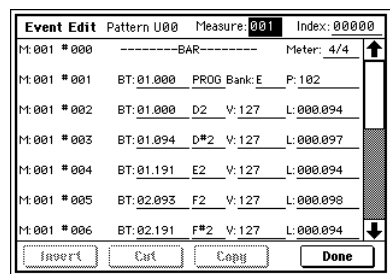 Event Edit Pattern U00 Measure: 001 Index: 00000
M: 001 #000 --------BAR-------- Meter: 4/4
M: 001 #001 BT: 01.000 PROG Bank: E P: 102
M: 001 #002 BT: 01.000 D2 V: 127 L: 000.094
M: 001 #003 BT: 01.094 D#2 V: 127 L: 000.097
M: 001 #004 BT: 01.191 E2 V: 127 L: 000.094
M: 001 #005 BT: 02.093 F2 V: 127 L: 000.098
M: 001 #006 BT: 02.191 F#2 V: 127 L: 000.094
Insert Cut Copy Done